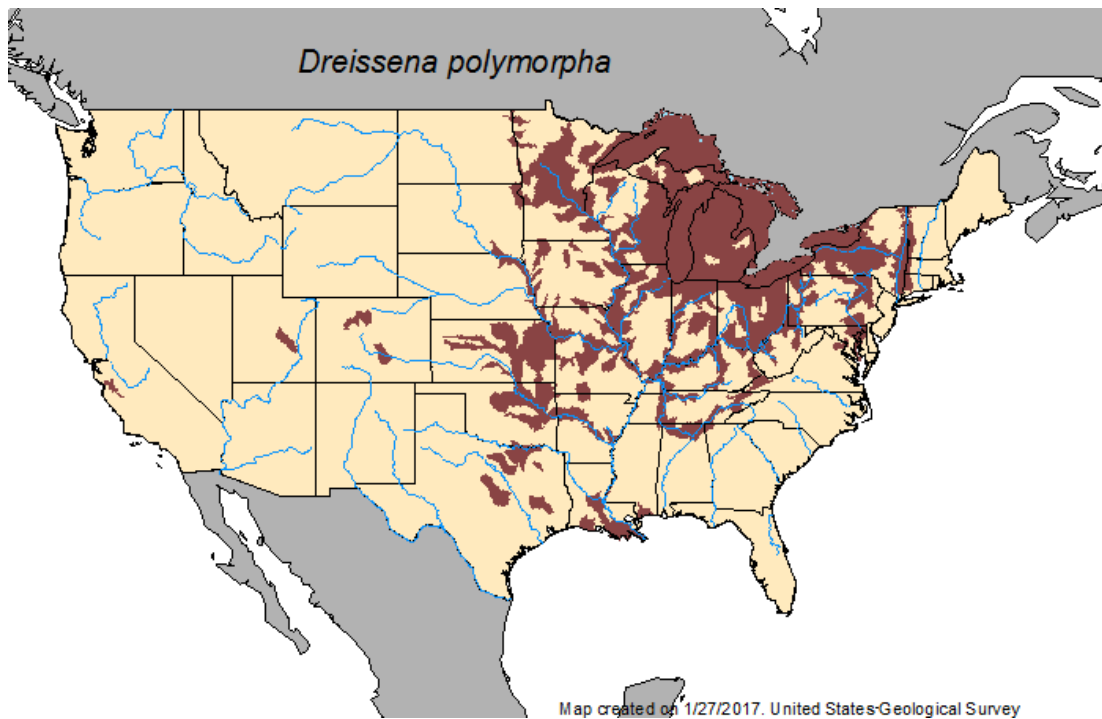 Dreissena polymorpha
Map created on 1/27/2017. United States-Geological Survey